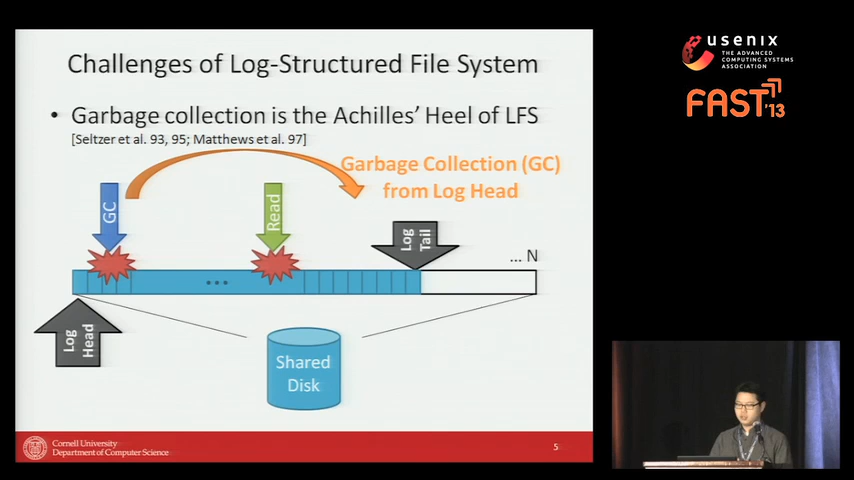 Challenges of Log-Structured File System
• Garbage collection is the Achilles' Heel of LFS
[Seltzer et al. 93, 95; Matthews et al. 97]
Garbage Collection (GC)
from Log Head
GC
Read
Log
Tail
... N
...
Log
Head
Shared
Disk
Cornell University
Department of Computer Science
5
usenix
THE ADVANCED
COMPUTING SYSTEMS
ASSOCIATION
FAST'13